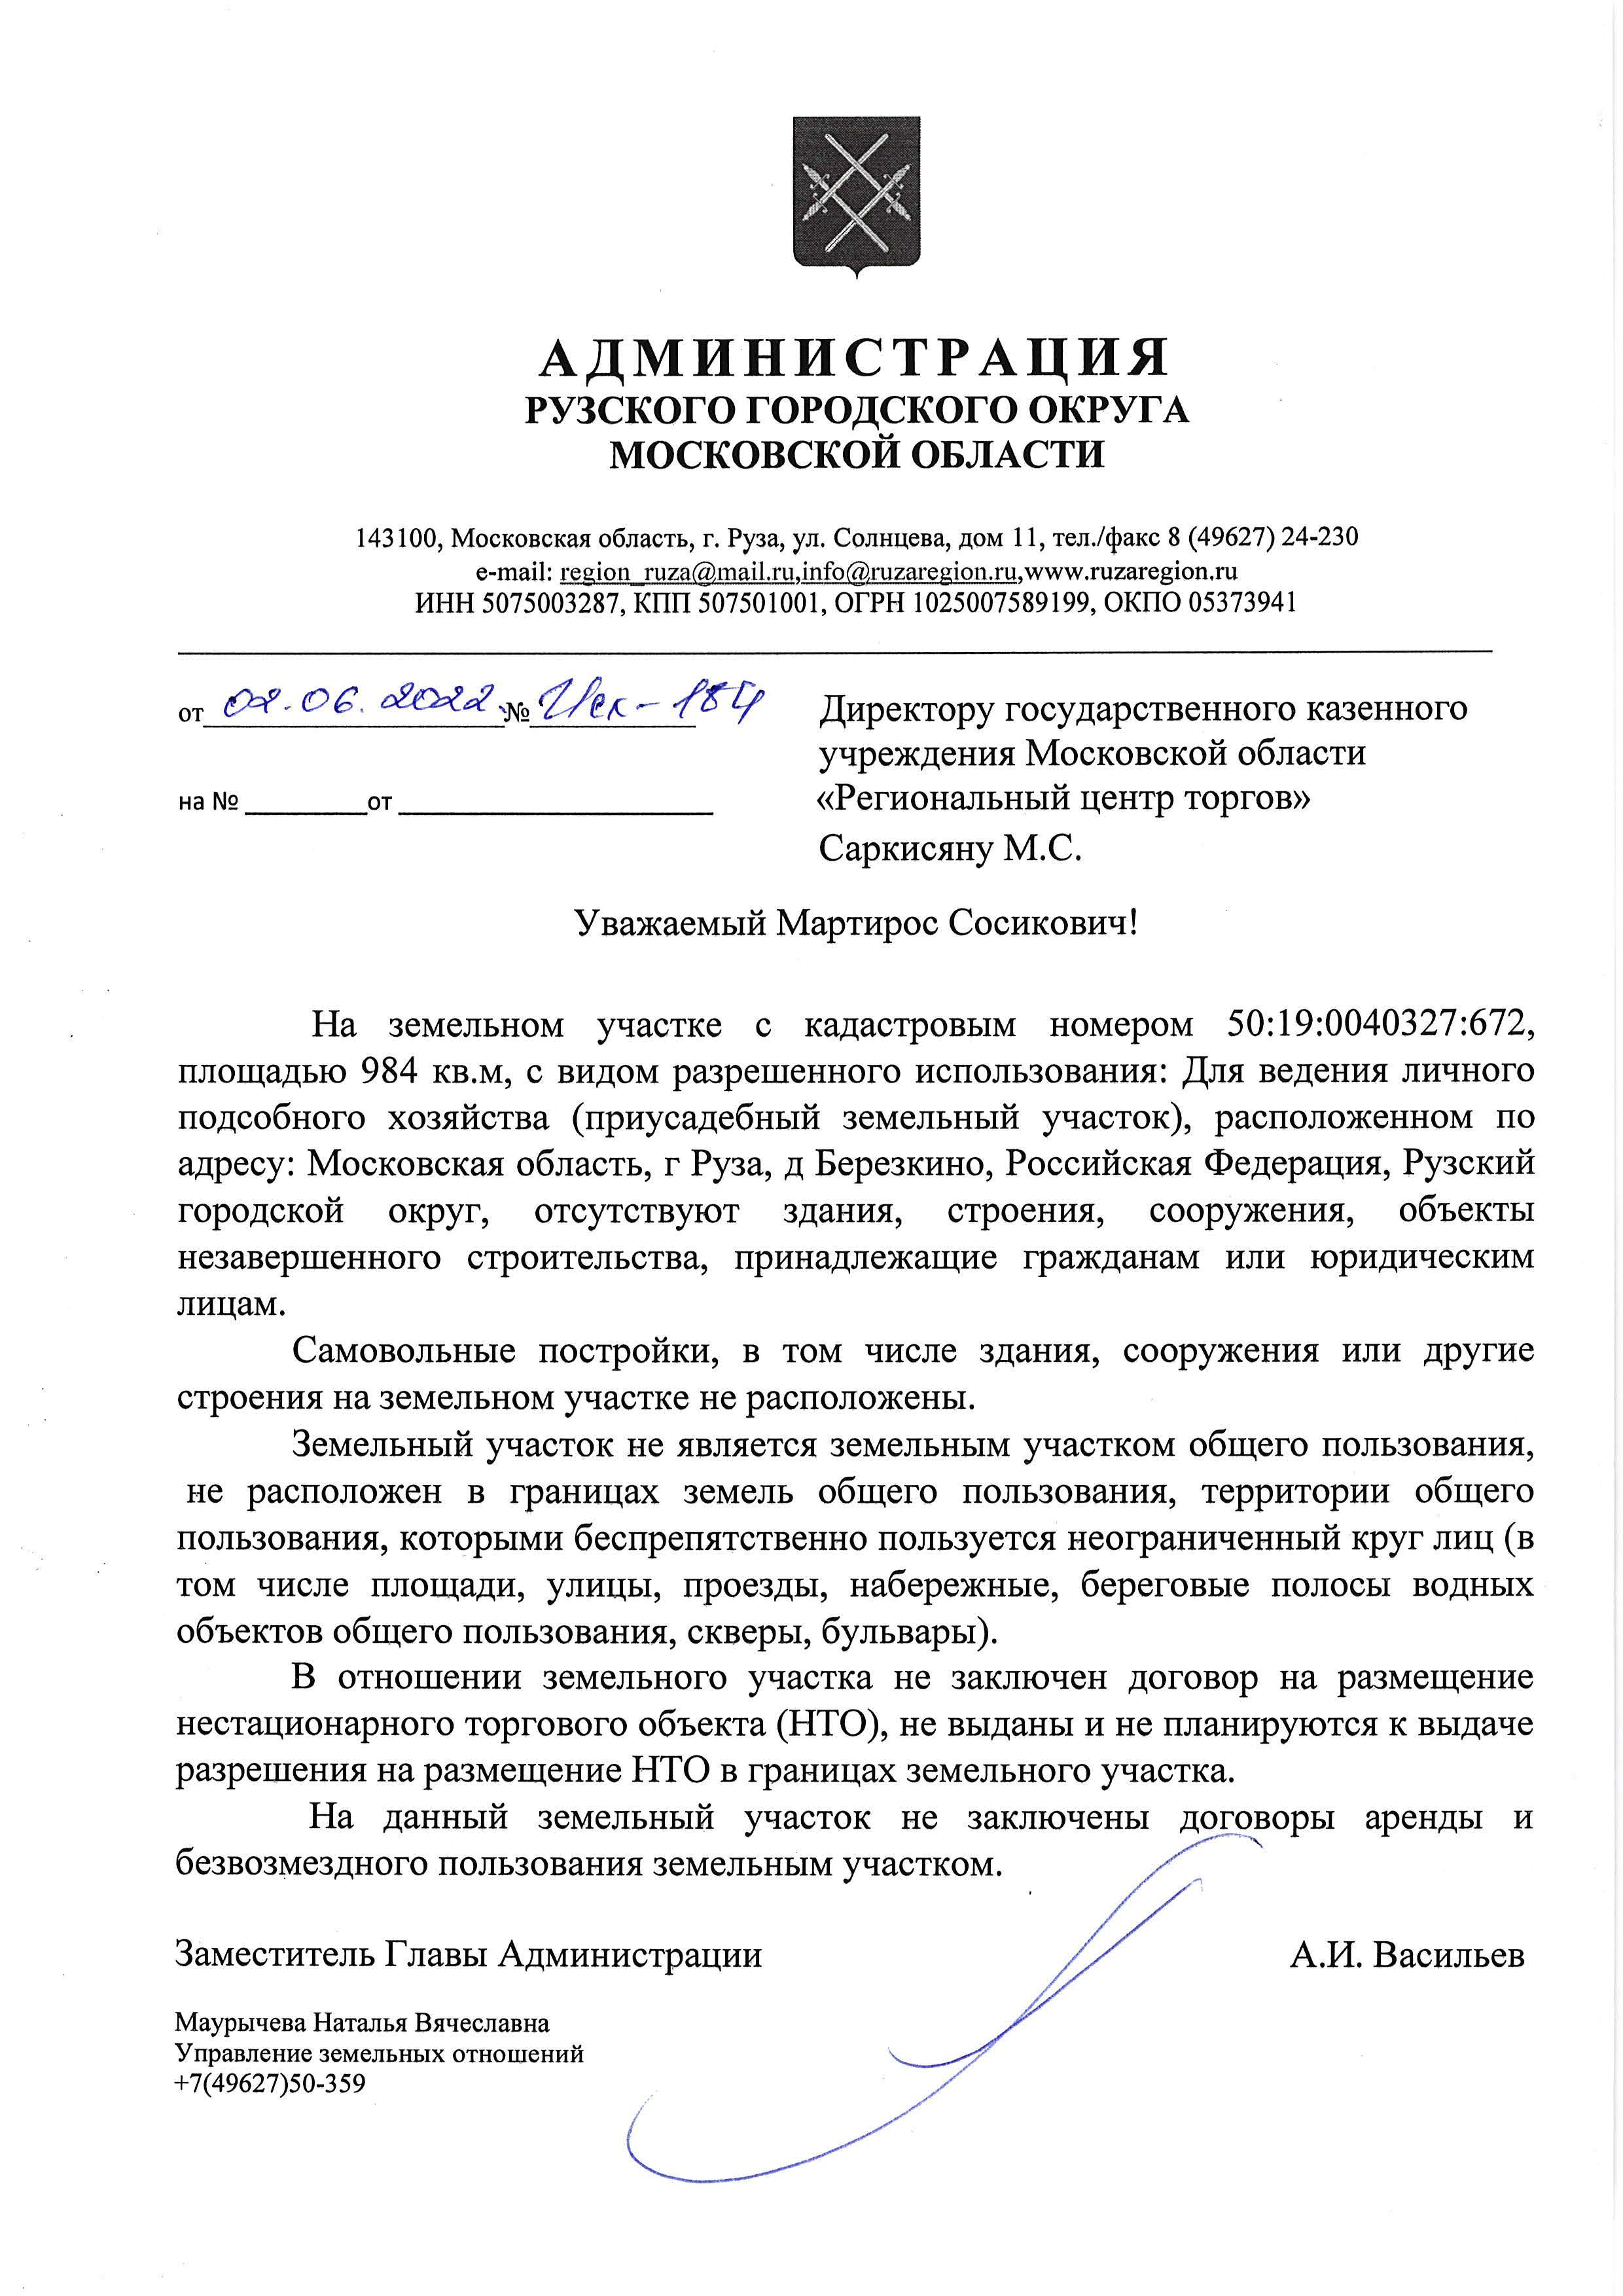 АДМИНИСТРАЦИЯ
РУЗСКОГО ГОРОДСКОГО ОКРУГА
МОСКОВСКОЙ ОБЛАСТИ
143100, Московская область, г. Руза, ул. Солнцева, дом 11, тел./факс 8 (49627) 24-230
e-mail: region_ruza@mail.ru,info@ruzaregion.ru,www.ruzaregion.ru
ИНН 5075003287, КПП 507501001, ОГРН 1025007589199, ОКПО 05373941
от 02.06.2022 № Исх-
на № от
Директору государственного казенного
учреждения Московской области
«Региональный центр торгов»
Саркисяну М.С.
Уважаемый Мартирос Сосикович!
На земельном участке с кадастровым номером 50:19:0040327:672,
площадью 984 кв.м, с видом разрешенного использования: Для ведения личного
подсобного хозяйства (приусадебный земельный участок), расположенном по
адресу: Московская область, г Руза, д Березкино, Российская Федерация, Рузский
городской округ, отсутствуют здания, строения, сооружения, объекты
незавершенного строительства, принадлежащие гражданам или юридическим
лицам.
Самовольные постройки, в том числе здания, сооружения или другие
строения на земельном участке не расположены.
Земельный участок не является земельным участком общего пользования,
не расположен в границах земель общего пользования, территории общего
пользования, которыми беспрепятственно пользуется неограниченный круг лиц (в
том числе площади, улицы, проезды, набережные, береговые полосы водных
объектов общего пользования, скверы, бульвары).
В отношении земельного участка не заключен договор на размещение
нестационарного торгового объекта (НТО), не выданы и не планируются к выдаче
разрешения на размещение НТО в границах земельного участка.
На данный земельный участок не заключены договоры аренды и
безвозмездного пользования земельным участком.
Заместитель Главы Администрации А.И. Васильев
Маурычева Наталья Вячеславна
Управление земельных отношений
+7(49627)50-359